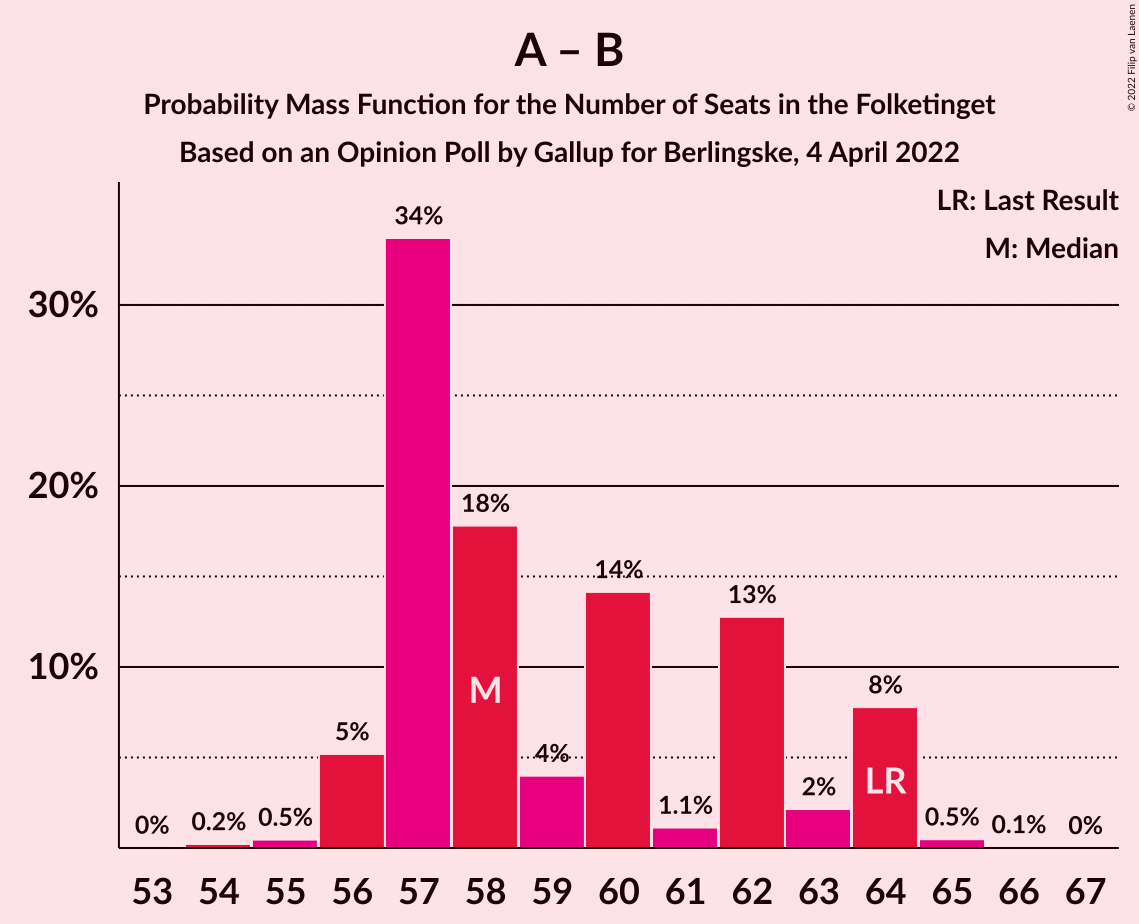 A – B
Probability Mass Function for the Number of Seats in the Folketinget
Based on an Opinion Poll by Gallup for Berlingske, 4 April 2022
© 2022 Filip van Laenen
LR: Last Result
M: Median
30%
20%
10%
0%
0.2%
0.5%
5%
34%
18%
4%
14%
1.1%
13%
2%
8%
0.5%
0.1%
0%
M
LR
53 54 55 56 57 58 59 60 61 62 63 64 65 66 67